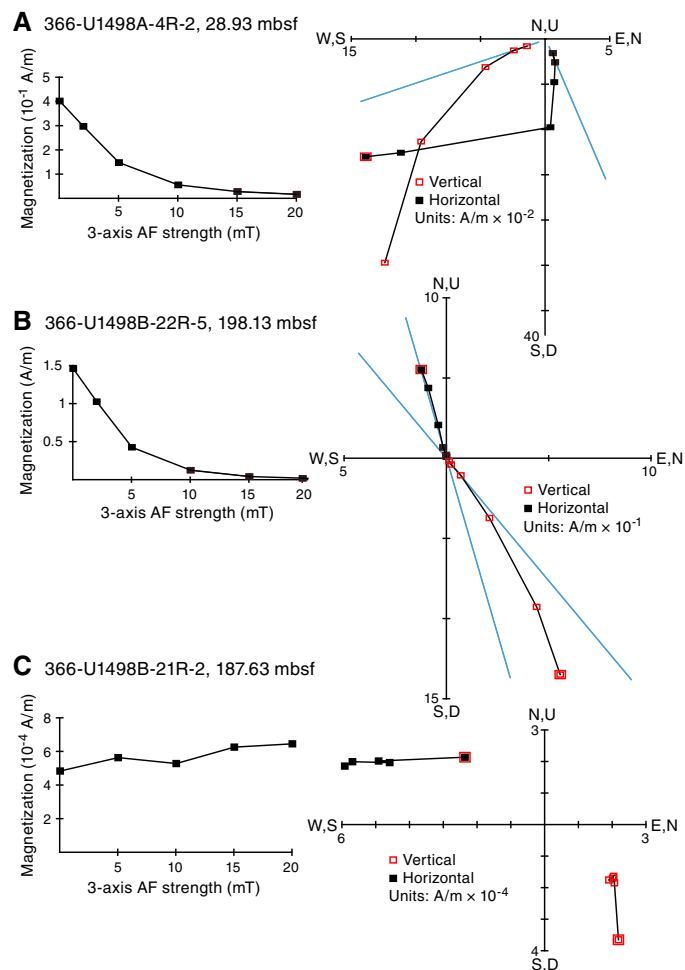 A 366-U1498A-4R-2, 28.93 mbsf
Magnetization (10⁻¹ A/m)
5
4
3
2
1
5
10
15
20
3-axis AF strength (mT)
N,U
W,S
E,N
15
5
Vertical
Horizontal
Units: A/m × 10⁻²
40
S,D
B 366-U1498B-22R-5, 198.13 mbsf
Magnetization (A/m)
1.5
1
0.5
5
10
15
20
3-axis AF strength (mT)
N,U
10
W,S
E,N
5
10
Vertical
Horizontal
Units: A/m × 10⁻¹
15
S,D
C 366-U1498B-21R-2, 187.63 mbsf
Magnetization (10⁻⁴ A/m)
8
6
4
2
5
10
15
20
3-axis AF strength (mT)
N,U
3
W,S
E,N
6
3
Vertical
Horizontal
Units: A/m × 10⁻⁴
4
S,D